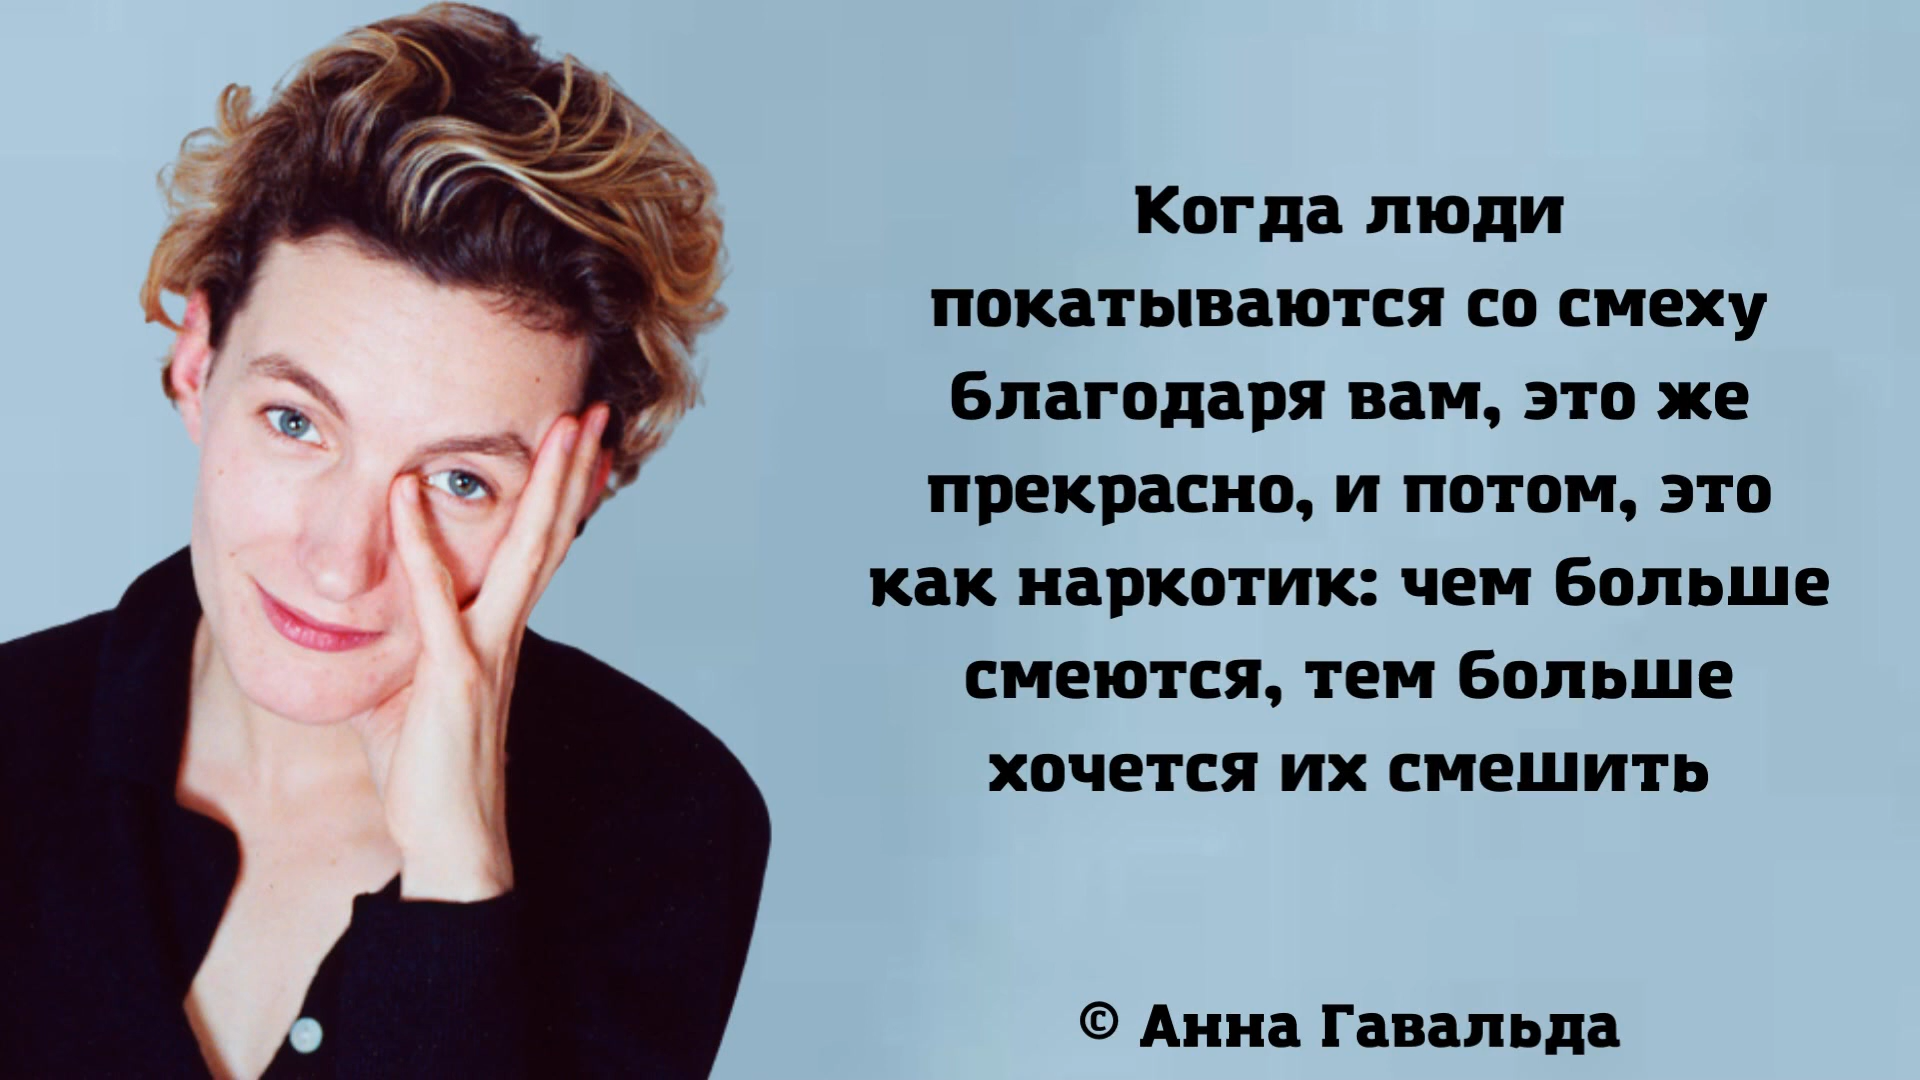 Когда люди
покатываются со смеху
благодаря вам, это же
прекрасно, и потом, это
как наркотик: чем больше
смеются, тем больше
хочется их смешить
© Анна Гавальда